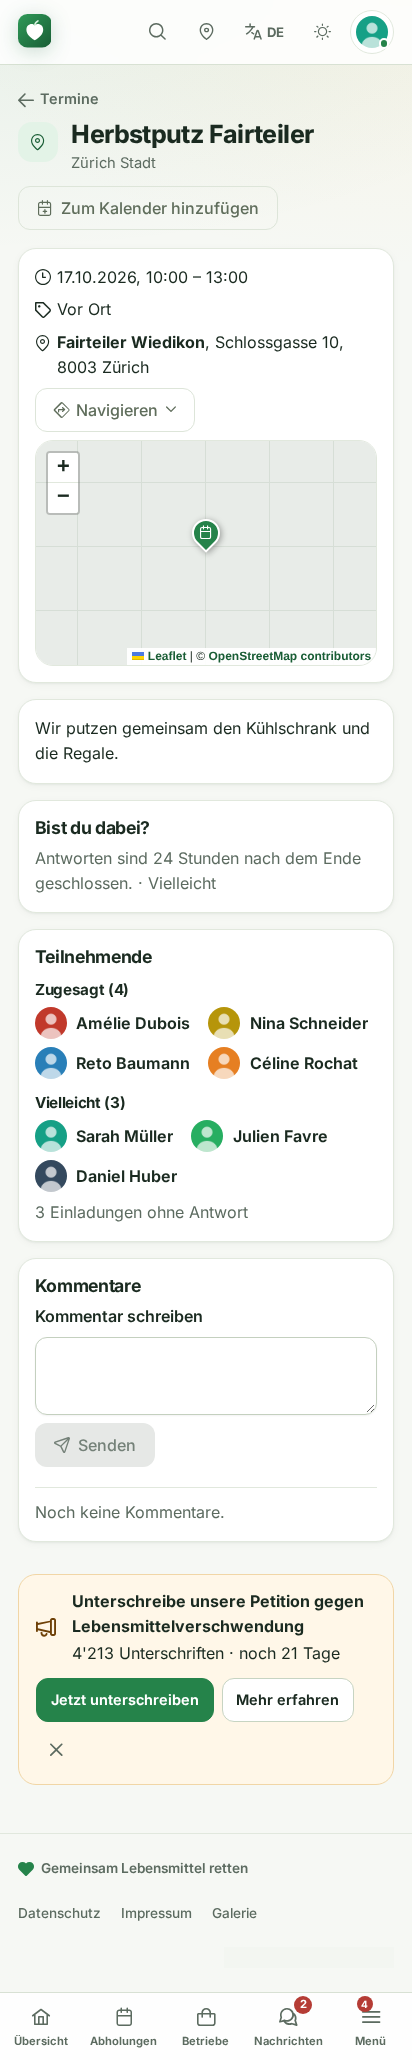 DE
Termine
Herbstputz Fairteiler
Zürich Stadt
Zum Kalender hinzufügen
17.10.2026, 10:00 – 13:00
Vor Ort
Fairteiler Wiedikon, Schlossgasse 10,
8003 Zürich
Navigieren
+
−
Leaflet | © OpenStreetMap contributors
Wir putzen gemeinsam den Kühlschrank und
die Regale.
Bist du dabei?
Antworten sind 24 Stunden nach dem Ende
geschlossen. · Vielleicht
Teilnehmende
Zugesagt (4)
Amélie Dubois Nina Schneider
Reto Baumann Céline Rochat
Vielleicht (3)
Sarah Müller Julien Favre
Daniel Huber
3 Einladungen ohne Antwort
Kommentare
Kommentar schreiben
Senden
Noch keine Kommentare.
Unterschreibe unsere Petition gegen
Lebensmittelverschwendung
4'213 Unterschriften · noch 21 Tage
Jetzt unterschreiben Mehr erfahren
Gemeinsam Lebensmittel retten
Datenschutz Impressum Galerie
2 4
Übersicht Abholungen Betriebe Nachrichten Menü